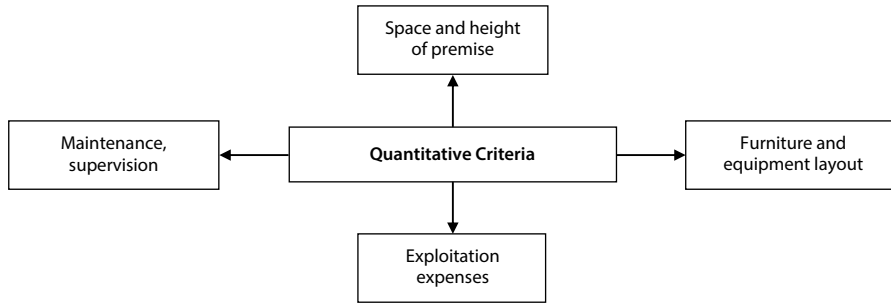 Space and height
of premise
Maintenance,
supervision
Quantitative Criteria
Furniture and
equipment layout
Exploitation
expenses